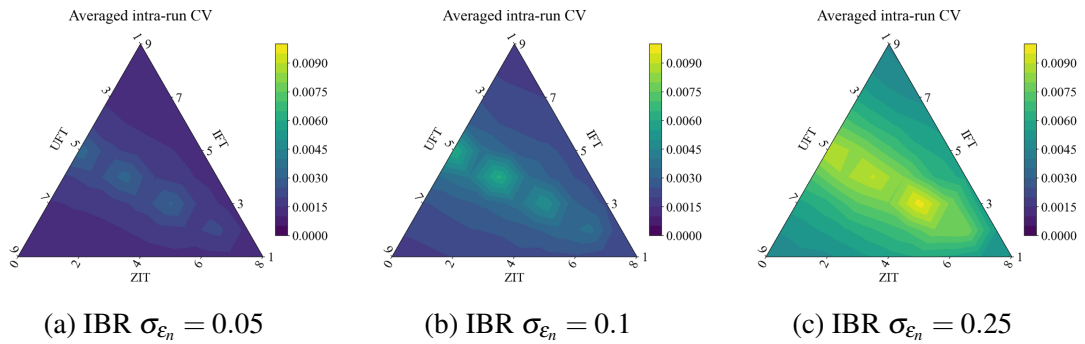 Averaged intra-run CV
1 9
3 7
UFT IFT
5 5
7 3
9 1
0 2 4 6 8
ZIT
0.0090
0.0075
0.0060
0.0045
0.0030
0.0015
0.0000
(a) IBR σεn = 0.05
Averaged intra-run CV
1 9
3 7
UFT IFT
5 5
7 3
9 1
0 2 4 6 8
ZIT
0.0090
0.0075
0.0060
0.0045
0.0030
0.0015
0.0000
(b) IBR σεn = 0.1
Averaged intra-run CV
1 9
3 7
UFT IFT
5 5
7 3
9 1
0 2 4 6 8
ZIT
0.0090
0.0075
0.0060
0.0045
0.0030
0.0015
0.0000
(c) IBR σεn = 0.25